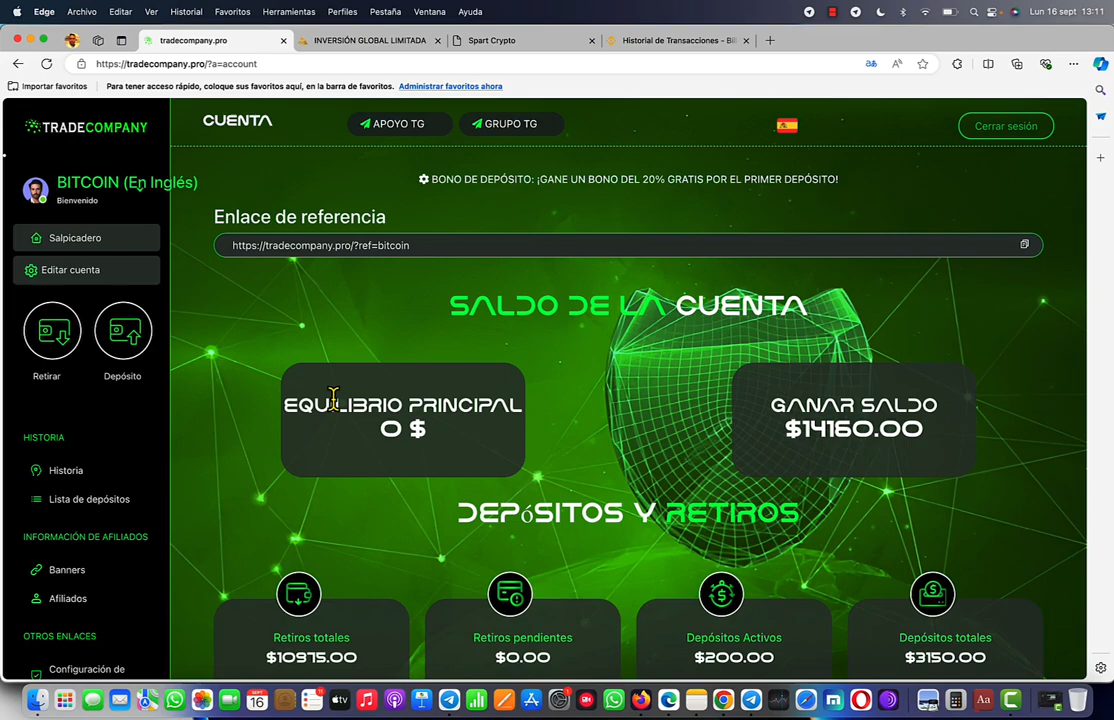 Edge Archivo Editar Ver Historial Favoritos Herramientas Perfiles Pestaña Ventana Ayuda Lun 16 sept 13:11
tradecompany.pro INVERSIÓN GLOBAL LIMITADA Spart Crypto Historial de Transacciones - Bil
https://tradecompany.pro/?a=account
Importar favoritos Para tener acceso rápido, coloque sus favoritos aquí, en la barra de favoritos. Administrar favoritos ahora
TRADECOMPANY
CUENTA
APOYO TG
GRUPO TG
Cerrar sesión
BITCOIN (En Inglés)
Bienvenido
Salpicadero
Editar cuenta
Retirar Depósito
HISTORIA
Historia
Lista de depósitos
INFORMACIÓN DE AFILIADOS
Banners
Afiliados
OTROS ENLACES
Configuración de
BONO DE DEPÓSITO: ¡GANE UN BONO DEL 20% GRATIS POR EL PRIMER DEPÓSITO!
Enlace de referencia
https://tradecompany.pro/?ref=bitcoin
SALDO DE LA CUENTA
EQUILIBRIO PRINCIPAL
0 $
GANAR SALDO
$14160.00
DEPóSITOS Y RETIROS
Retiros totales
$10975.00
Retiros pendientes
$0.00
Depósitos Activos
$200.00
Depósitos totales
$3150.00
SEPT
16